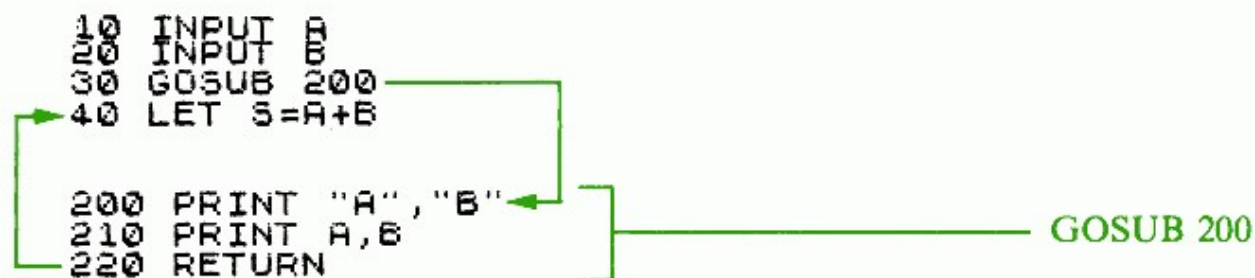 10 INPUT A
20 INPUT B
30 GOSUB 200
40 LET S=A+B
200 PRINT "A","B"
210 PRINT A,B
220 RETURN
GOSUB 200